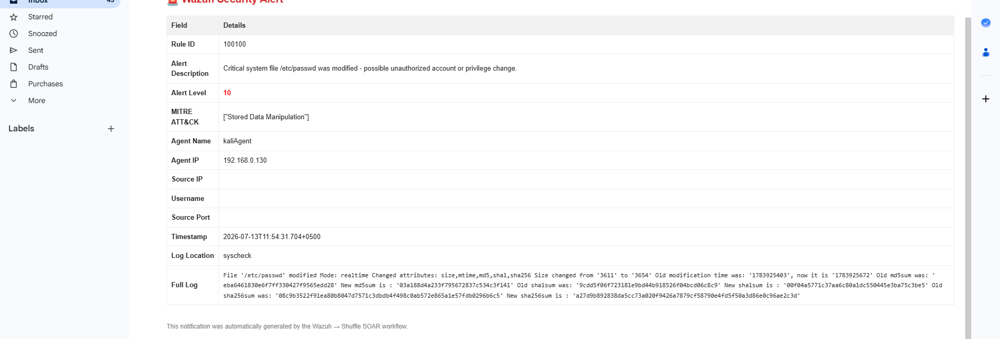 Inbox 43
Starred
Snoozed
Sent
Drafts
Purchases
More
Labels
Wazuh Security Alert
Field Details
Rule ID 100100
Alert Description Critical system file /etc/passwd was modified - possible unauthorized account or privilege change.
Alert Level 10
MITRE ATT&CK ["Stored Data Manipulation"]
Agent Name kaliAgent
Agent IP 192.168.0.130
Source IP
Username
Source Port
Timestamp 2026-07-13T11:54:31.704+0500
Log Location syscheck
Full Log
File '/etc/passwd' modified Mode: realtime Changed attributes: size,mtime,md5,sha1,sha256 Size changed from '3611' to '3654' Old modification time was: '1783925403', now it is '1783925672' Old md5sum was: '
eba6461830e6f7ff330427f9565edd28' New md5sum is : '03a188d4a233f795672837c534c3f141' Old sha1sum was: '9cdd5f06f723181e9bd44b918526f04bcd06c8c9' New sha1sum is : '00f04a5771c37aa6c80a1dc550445e3ba75c3be5' Old
sha256sum was: '08c9b3522f91ea80b8047d7571c3dbdb4f498c0ab572e865a1e57fdb0296b6c5' New sha256sum is : 'a27d9b892838da5cc73a020f9426a7879cf58790e4fd5f50a3d86e0c96ae2c3d'
This notification was automatically generated by the Wazuh → Shuffle SOAR workflow.